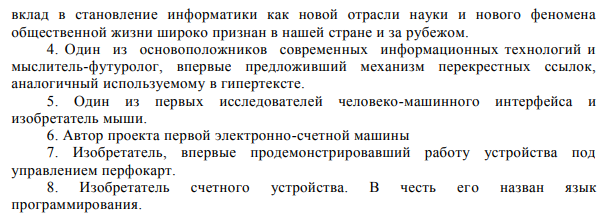 вклад в становление информатики как новой отрасли науки и нового феномена
общественной жизни широко признан в нашей стране и за рубежом.
4. Один из основоположников современных информационных технологий и
мыслитель-футуролог, впервые предложивший механизм перекрестных ссылок,
аналогичный используемому в гипертексте.
5. Один из первых исследователей человеко-машинного интерфейса и
изобретатель мыши.
6. Автор проекта первой электронно-счетной машины
7. Изобретатель, впервые продемонстрировавший работу устройства под
управлением перфокарт.
8. Изобретатель счетного устройства. В честь его назван язык
программирования.